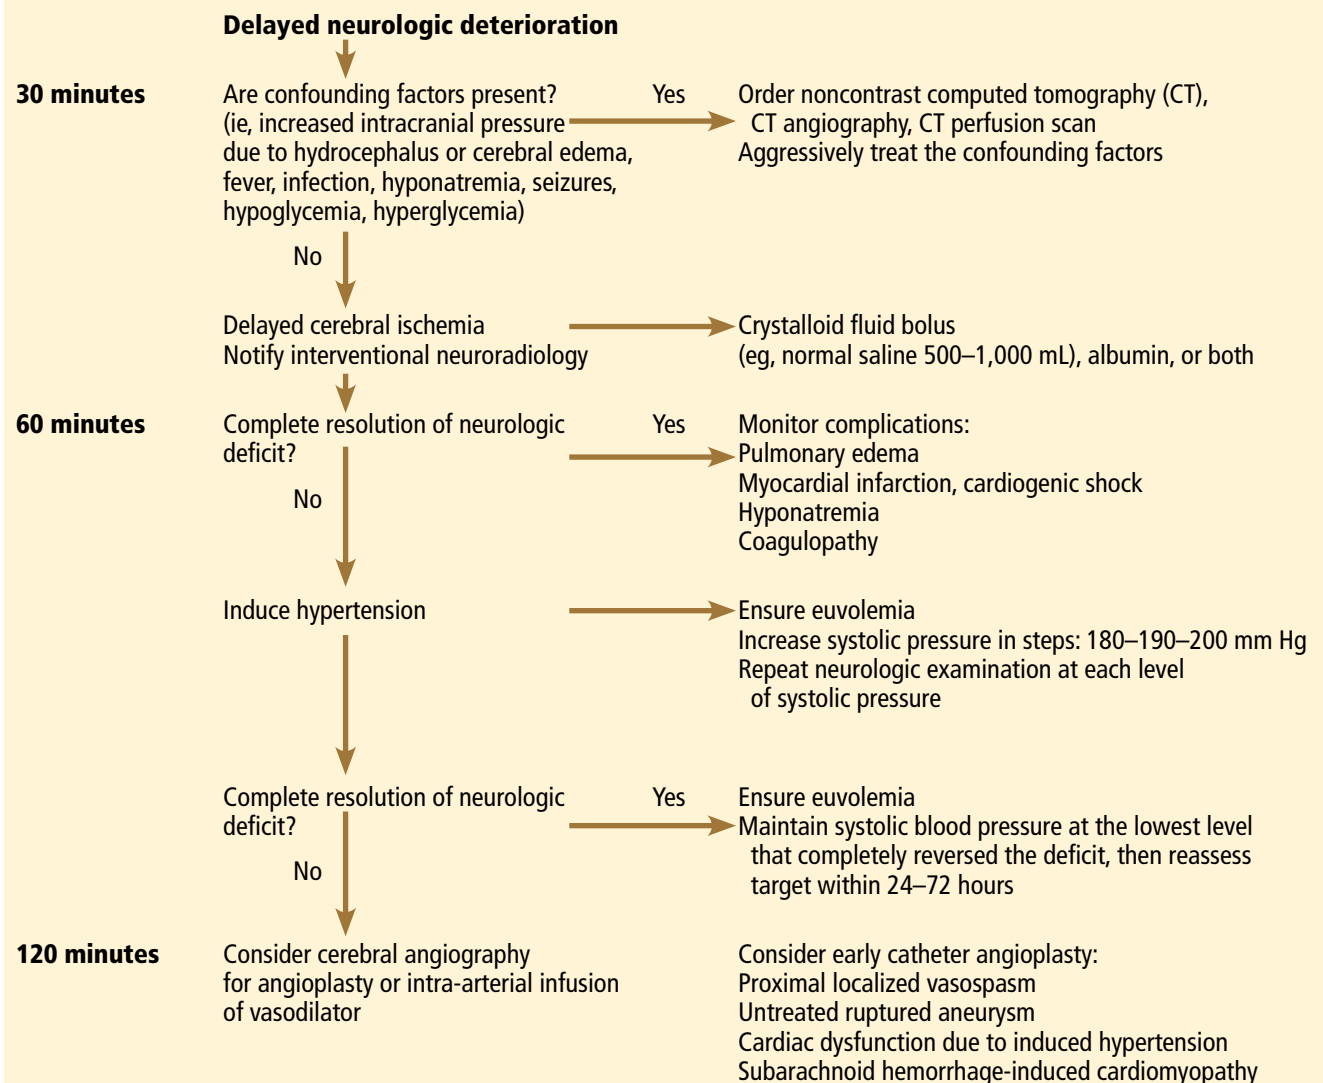 Delayed neurologic deterioration
30 minutes
Are confounding factors present?
(ie, increased intracranial pressure
due to hydrocephalus or cerebral edema,
fever, infection, hyponatremia, seizures,
hypoglycemia, hyperglycemia)
Yes
Order noncontrast computed tomography (CT),
CT angiography, CT perfusion scan
Aggressively treat the confounding factors
No
Delayed cerebral ischemia
Notify interventional neuroradiology
Crystalloid fluid bolus
(eg, normal saline 500–1,000 mL), albumin, or both
60 minutes
Complete resolution of neurologic
deficit?
Yes
Monitor complications:
Pulmonary edema
Myocardial infarction, cardiogenic shock
Hyponatremia
Coagulopathy
No
Induce hypertension
Ensure euvolemia
Increase systolic pressure in steps: 180–190–200 mm Hg
Repeat neurologic examination at each level
of systolic pressure
Complete resolution of neurologic
deficit?
Yes
Ensure euvolemia
Maintain systolic blood pressure at the lowest level
that completely reversed the deficit, then reassess
target within 24–72 hours
No
120 minutes
Consider cerebral angiography
for angioplasty or intra-arterial infusion
of vasodilator
Consider early catheter angioplasty:
Proximal localized vasospasm
Untreated ruptured aneurysm
Cardiac dysfunction due to induced hypertension
Subarachnoid hemorrhage-induced cardiomyopathy